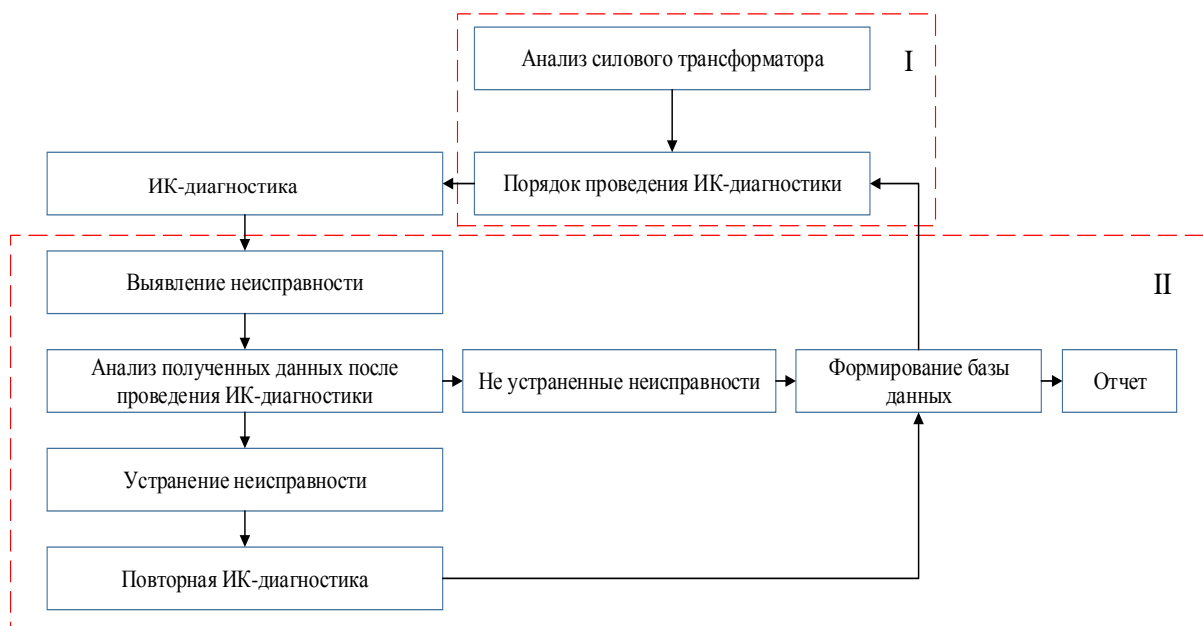 Анализ силового трансформатора
I
Порядок проведения ИК-диагностики
ИК-диагностика
Выявление неисправности
II
Анализ полученных данных после
проведения ИК-диагностики
Не устраненные неисправности
Формирование базы
данных
Отчет
Устранение неисправности
Повторная ИК-диагностика